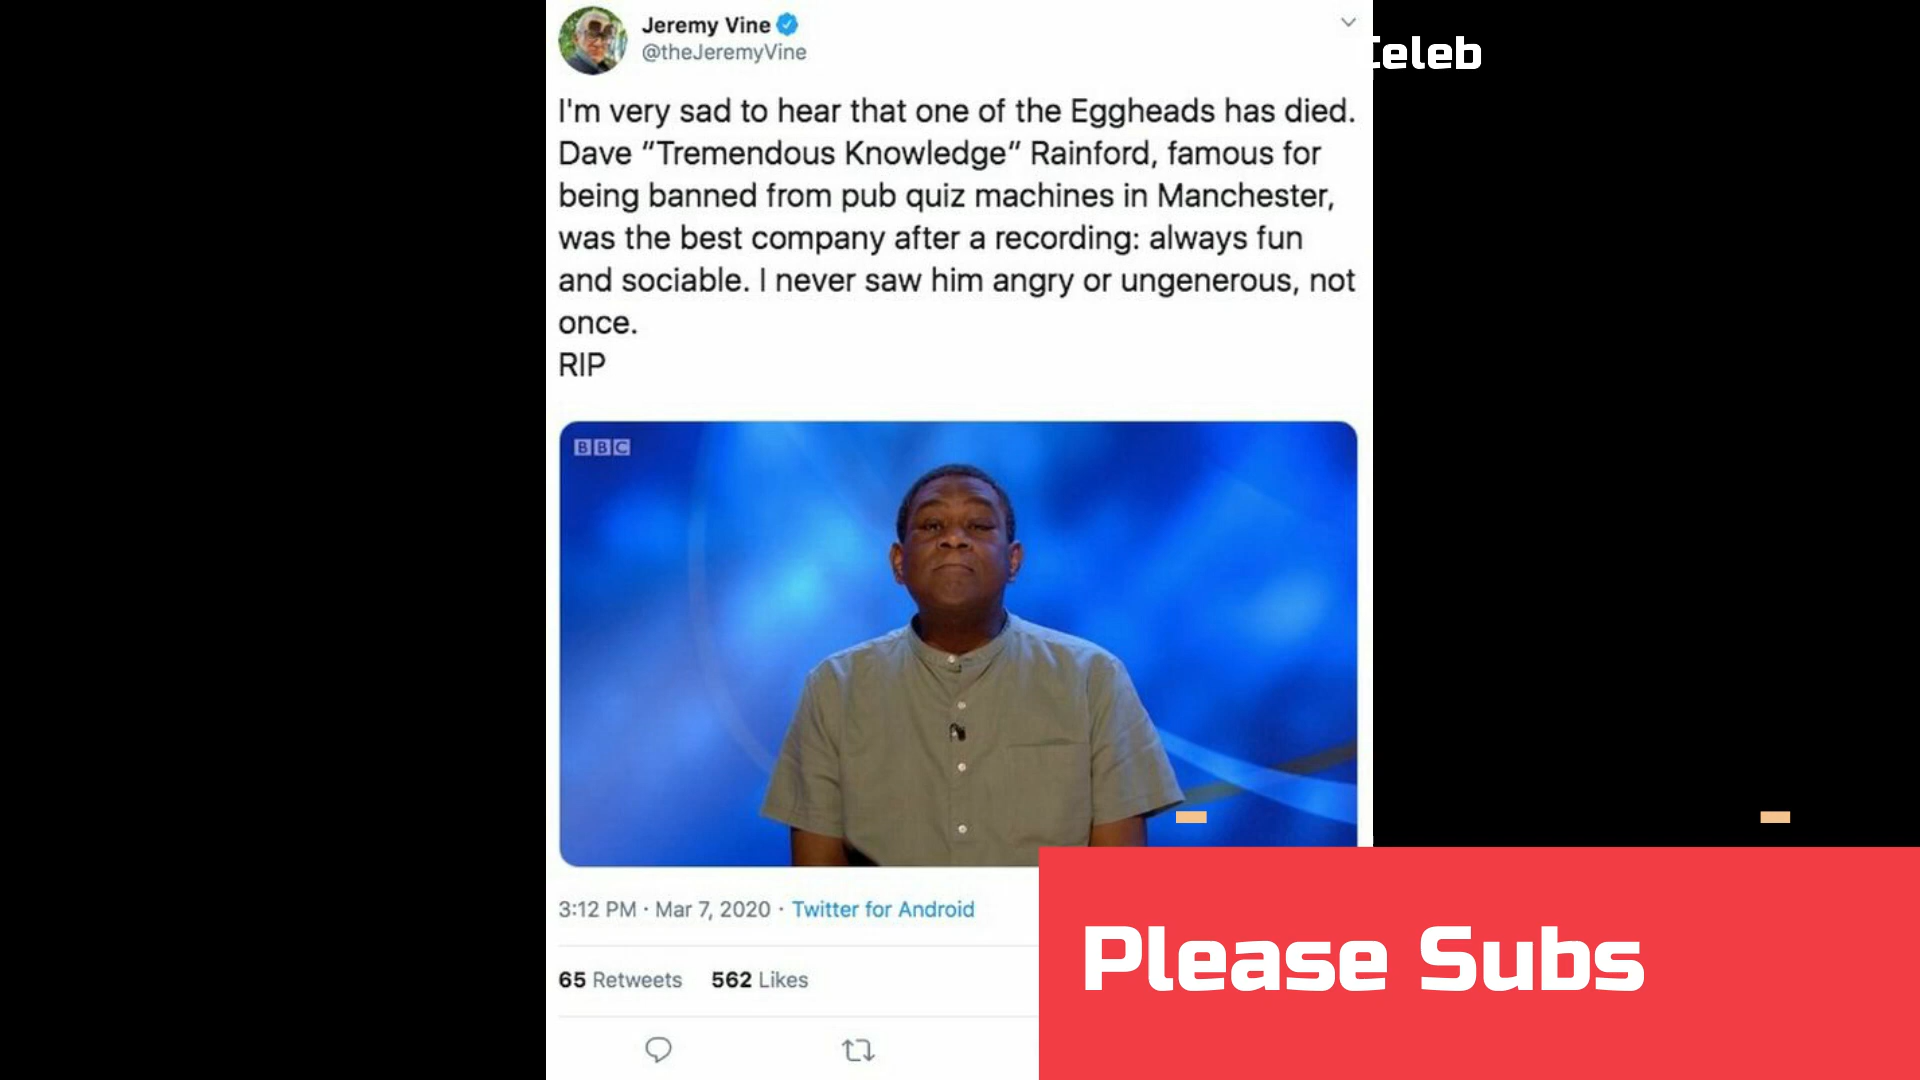 Jeremy Vine
@theJeremyVine
Celeb
I'm very sad to hear that one of the Eggheads has died.
Dave “Tremendous Knowledge” Rainford, famous for
being banned from pub quiz machines in Manchester,
was the best company after a recording: always fun
and sociable. I never saw him angry or ungenerous, not
once.
RIP
BBC
3:12 PM · Mar 7, 2020 · Twitter for Android
65 Retweets 562 Likes
Please Subs